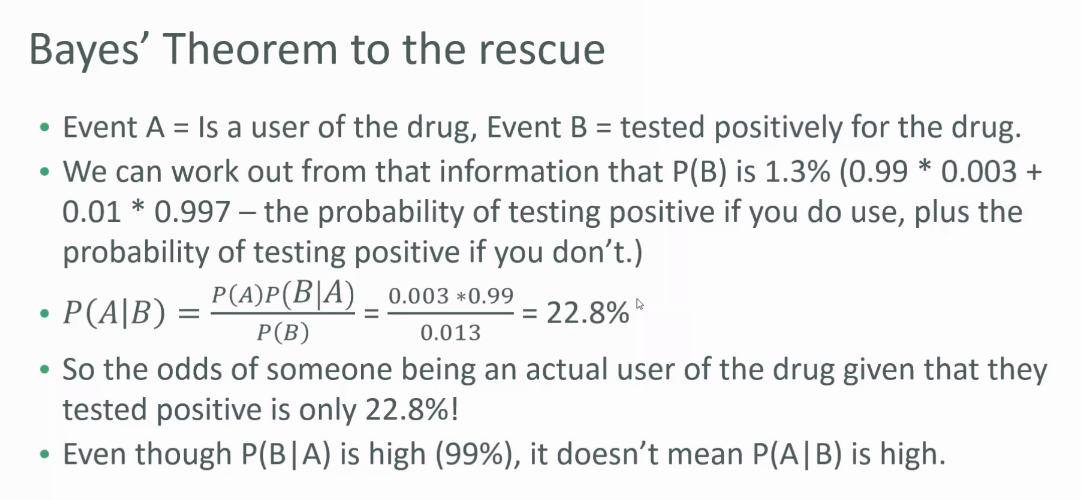 Bayes’ Theorem to the rescue
• Event A = Is a user of the drug, Event B = tested positively for the drug.
• We can work out from that information that P(B) is 1.3% (0.99 * 0.003 +
0.01 * 0.997 – the probability of testing positive if you do use, plus the
probability of testing positive if you don’t.)
• P(A|B) = P(A)P(B|A) / P(B) = 0.003 *0.99 / 0.013 = 22.8%
• So the odds of someone being an actual user of the drug given that they
tested positive is only 22.8%!
• Even though P(B|A) is high (99%), it doesn’t mean P(A|B) is high.